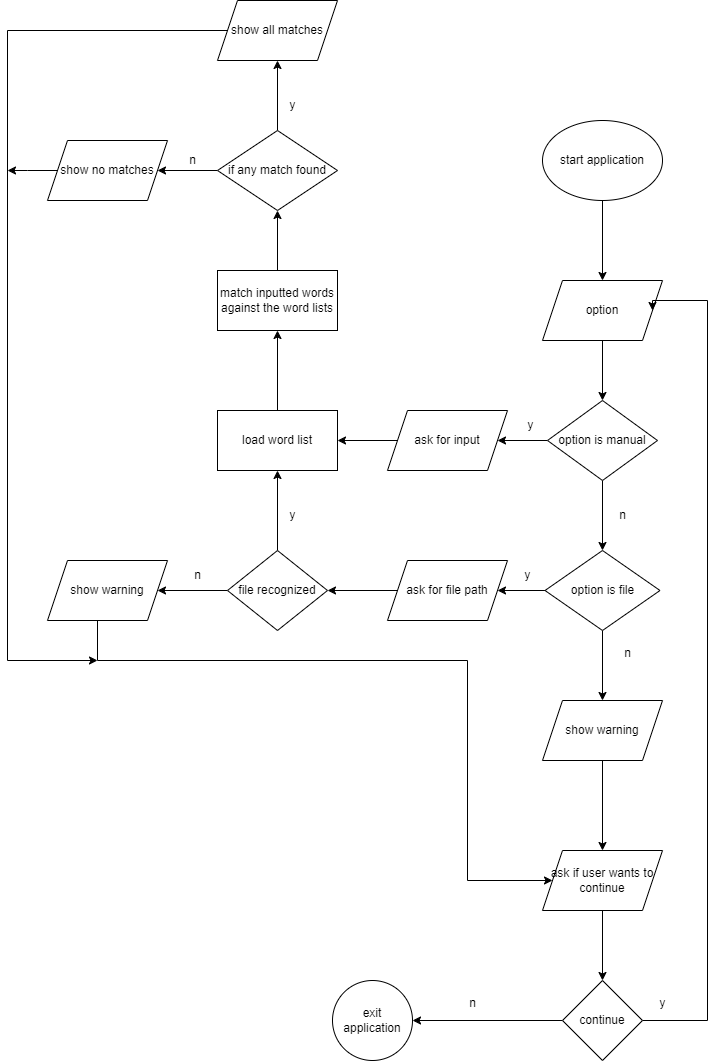 show all matches
y
start application
n
show no matches
if any match found
match inputted words
against the word lists
option
load word list
ask for input
y
option is manual
y
n
show warning
n
file recognized
ask for file path
y
option is file
n
show warning
ask if user wants to
continue
exit
application
n
continue
y